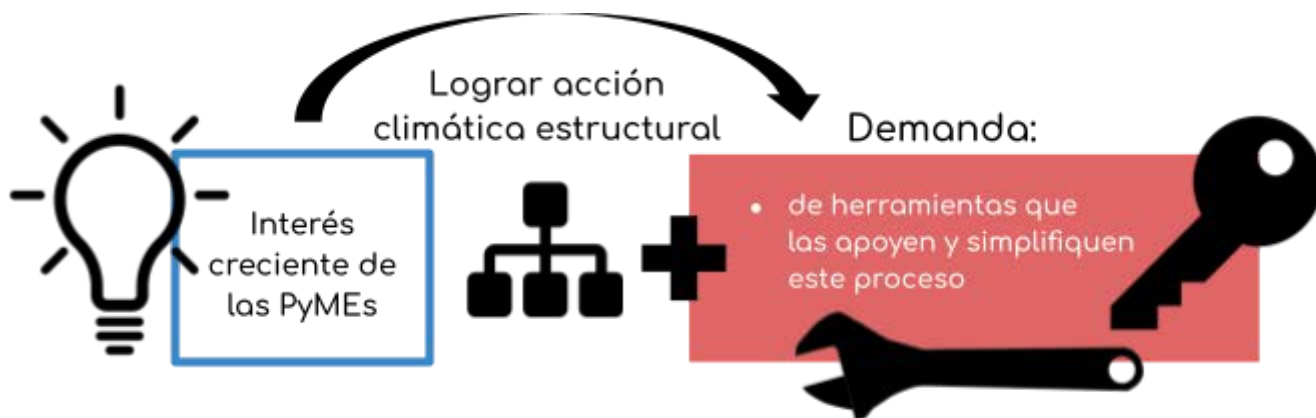 Lograr acción
climática estructural
Demanda:
Interés
creciente de
las PyMEs
• de herramientas que
las apoyen y simplifiquen
este proceso